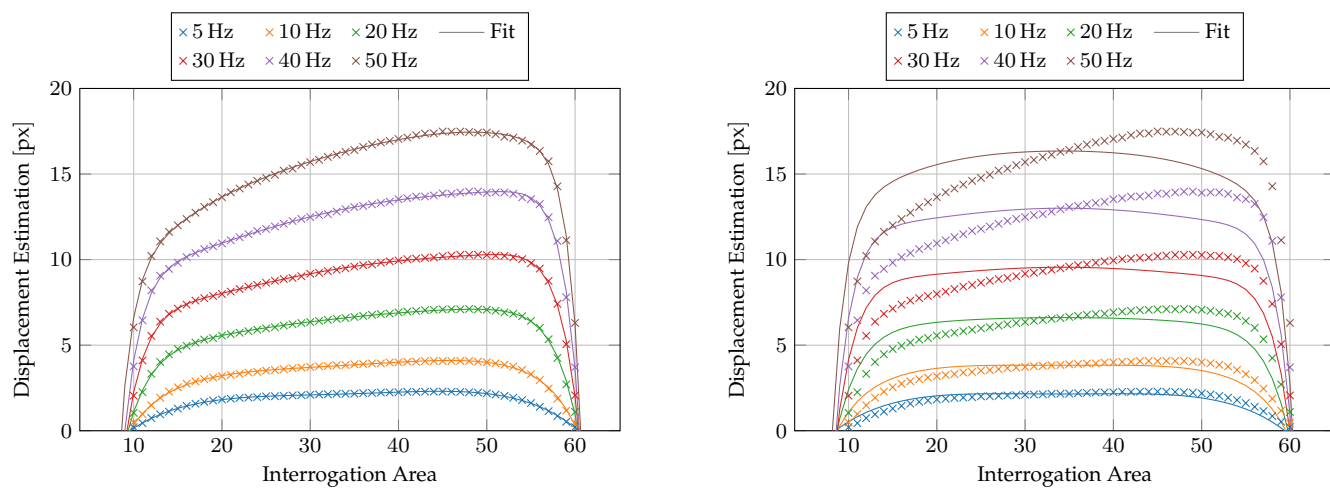 5 Hz 10 Hz 20 Hz Fit
30 Hz 40 Hz 50 Hz
20
15
10
5
0
Displacement Estimation [px]
10 20 30 40 50 60
Interrogation Area
5 Hz 10 Hz 20 Hz Fit
30 Hz 40 Hz 50 Hz
20
15
10
5
0
Displacement Estimation [px]
10 20 30 40 50 60
Interrogation Area